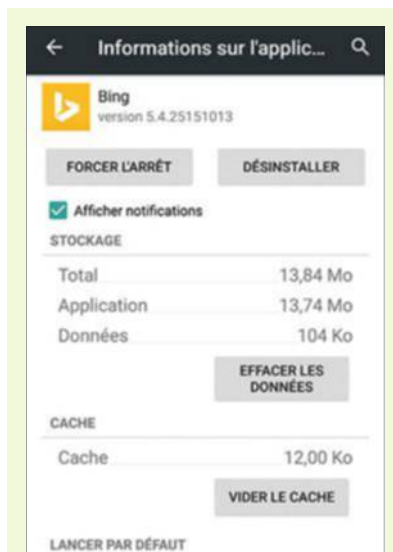 Informations sur l'applic...
Bing
version 5.4.25151013
FORCER L'ARRÊT
DÉSINSTALLER
Afficher notifications
STOCKAGE
Total 13,84 Mo
Application 13,74 Mo
Données 104 Ko
EFFACER LES
DONNÉES
CACHE
Cache 12,00 Ko
VIDER LE CACHE
LANCER PAR DÉFAUT